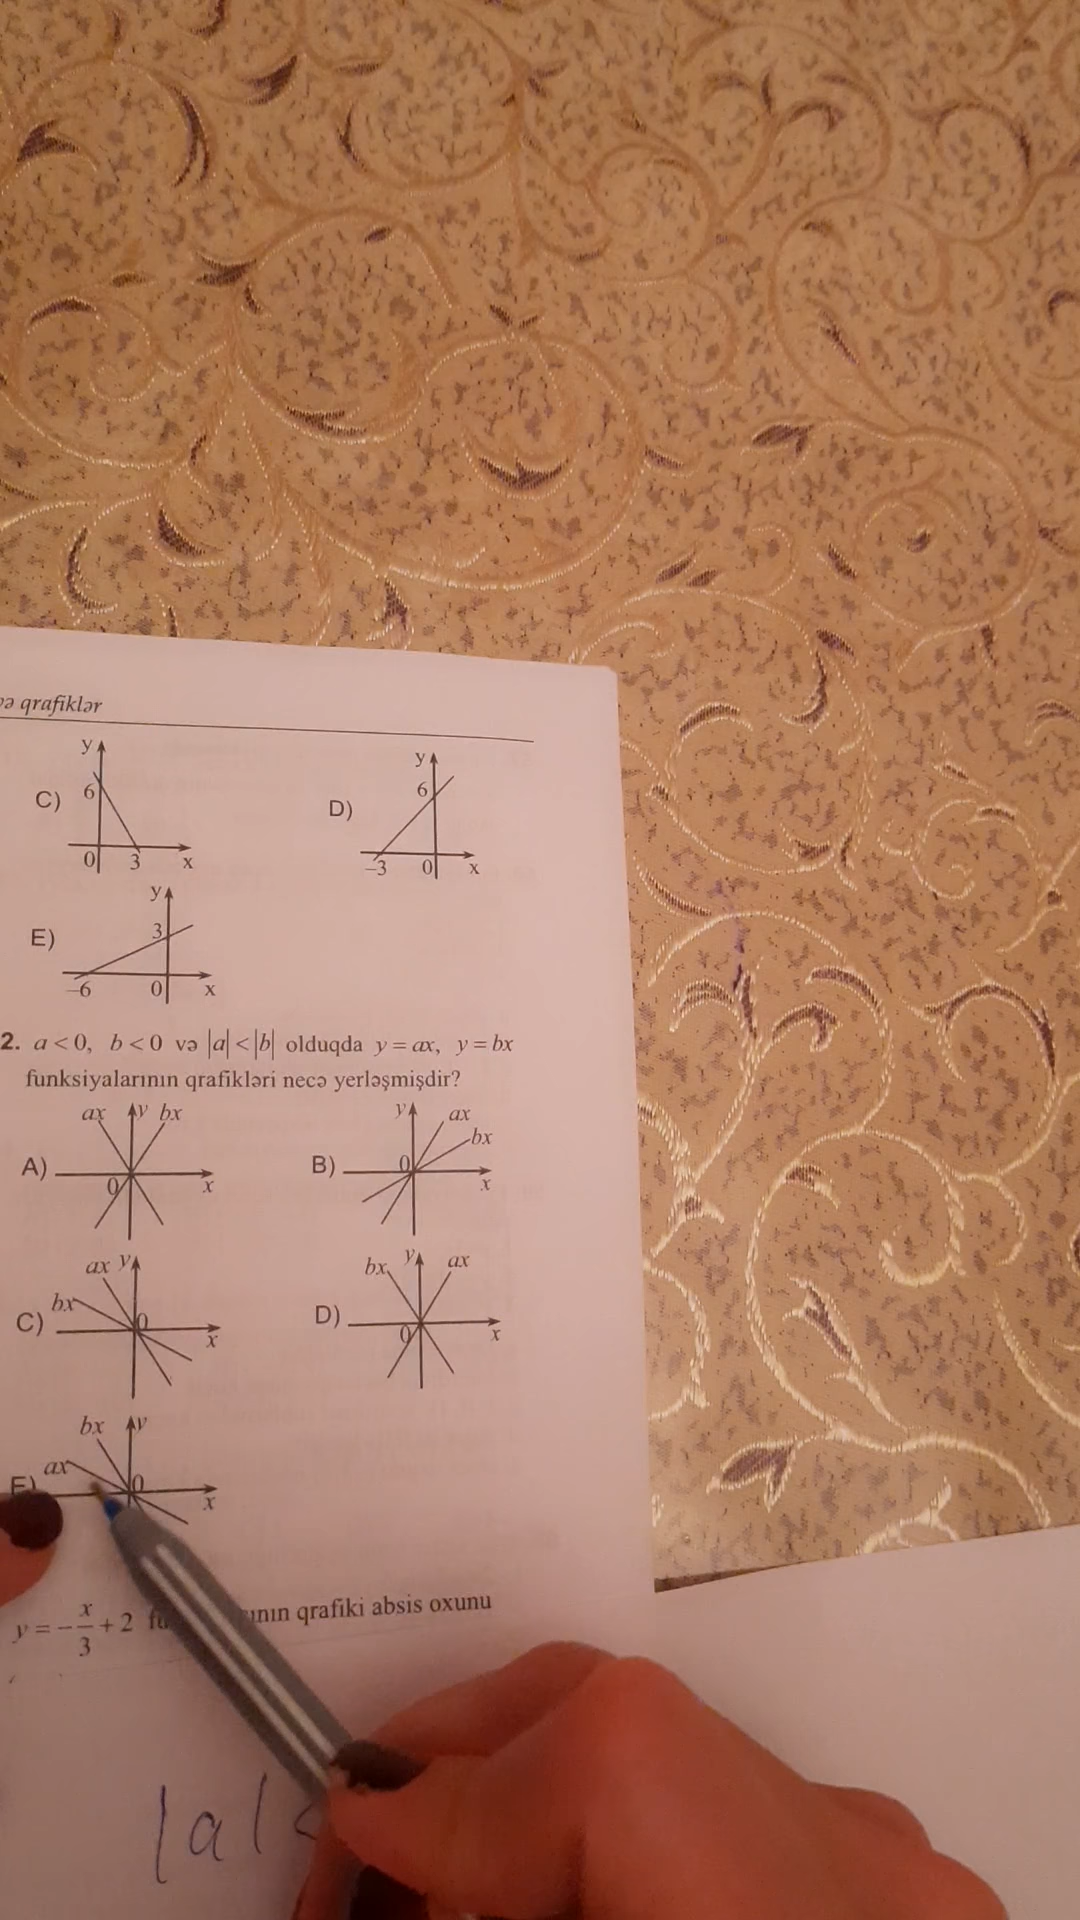 və qrafiklər
C) y 6 0 3 x
D) y 6 -3 0 x
E) y 3 -6 0 x
2. a < 0, b < 0 və |a| < |b| olduqda y = ax, y = bx
funksiyalarının qrafikləri necə yerləşmişdir?
A) ax y bx 0 x
B) y ax bx 0 x
C) ax y bx 0 x
D) bx y ax 0 x
E) bx y ax 0 x
y = -x/3 + 2 qrafiki absis oxunu
|a| <